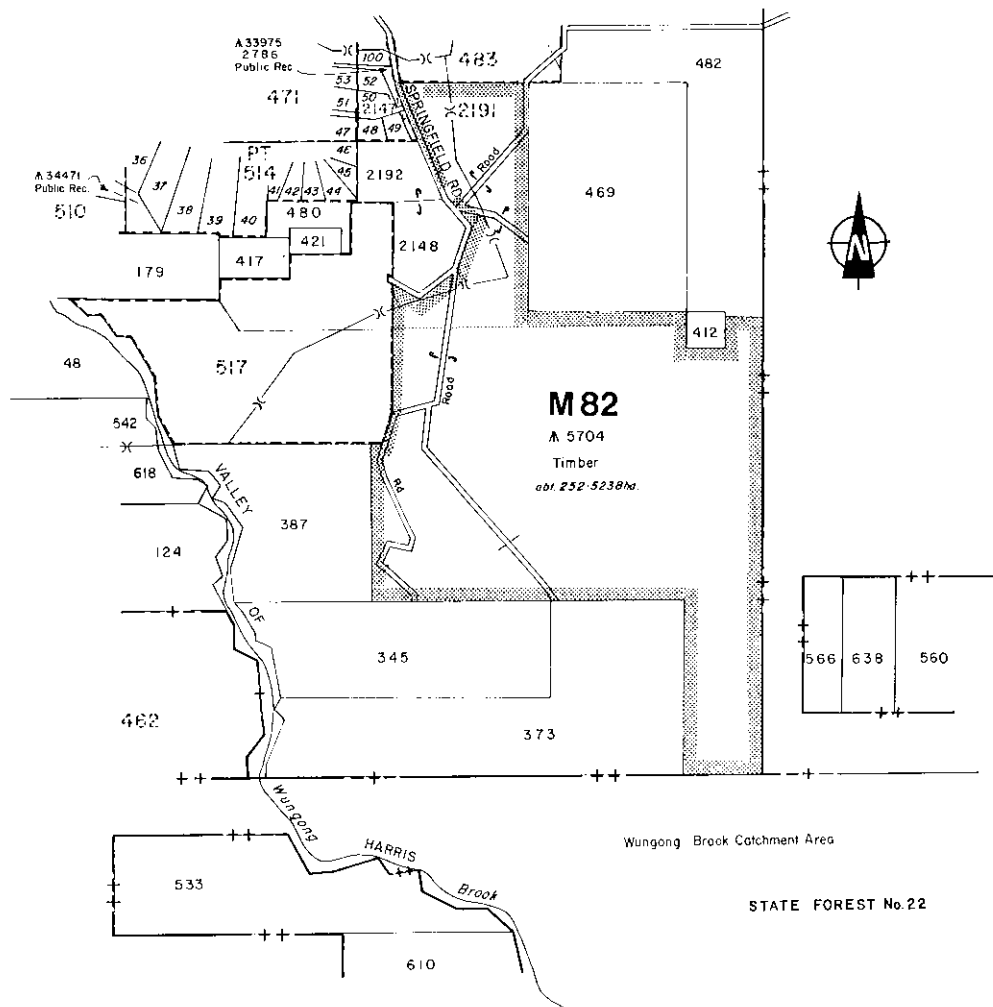 ⩚33975
2786
Public Rec
483
482
100
53
52
471
50
51
2147
SPRINGFIELD RD
2191
47
48
49
PT
514
46
36
45
Road
⩚34471
Public Rec.
37
2192
469
510
38
41
42
43
44
39
40
480
N
421
2148
417
179
412
48
517
M82
Road
⩚ 5704
Timber
abt. 252·5238ha.
542
618
VALLEY
Rd
387
124
OF
566
638
560
345
462
373
Wungong
HARRIS
Brook
Wungong Brook Catchment Area
533
STATE FOREST No.22
610